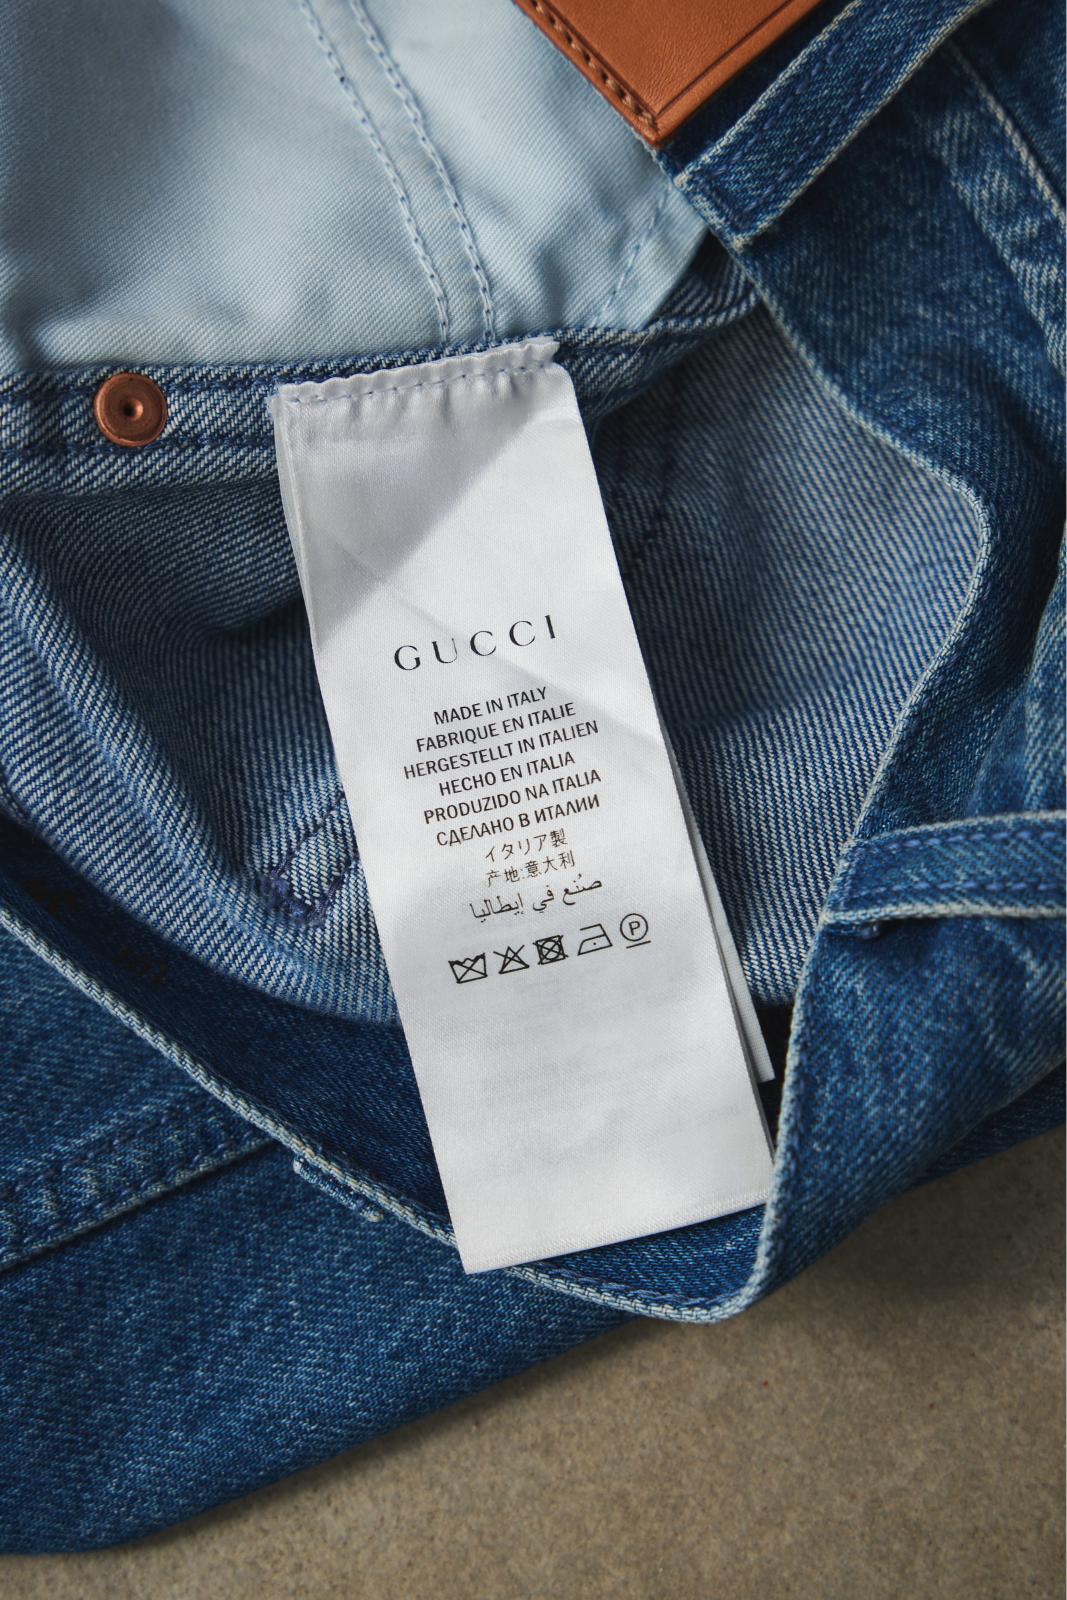 GUCCI
MADE IN ITALY
FABRIQUE EN ITALIE
HERGESTELLT IN ITALIEN
HECHO EN ITALIA
PRODUZIDO NA ITALIA
СДЕЛАНО В ИТАЛИИ
イタリア製
产地:意大利
صُنع في إيطاليا
P